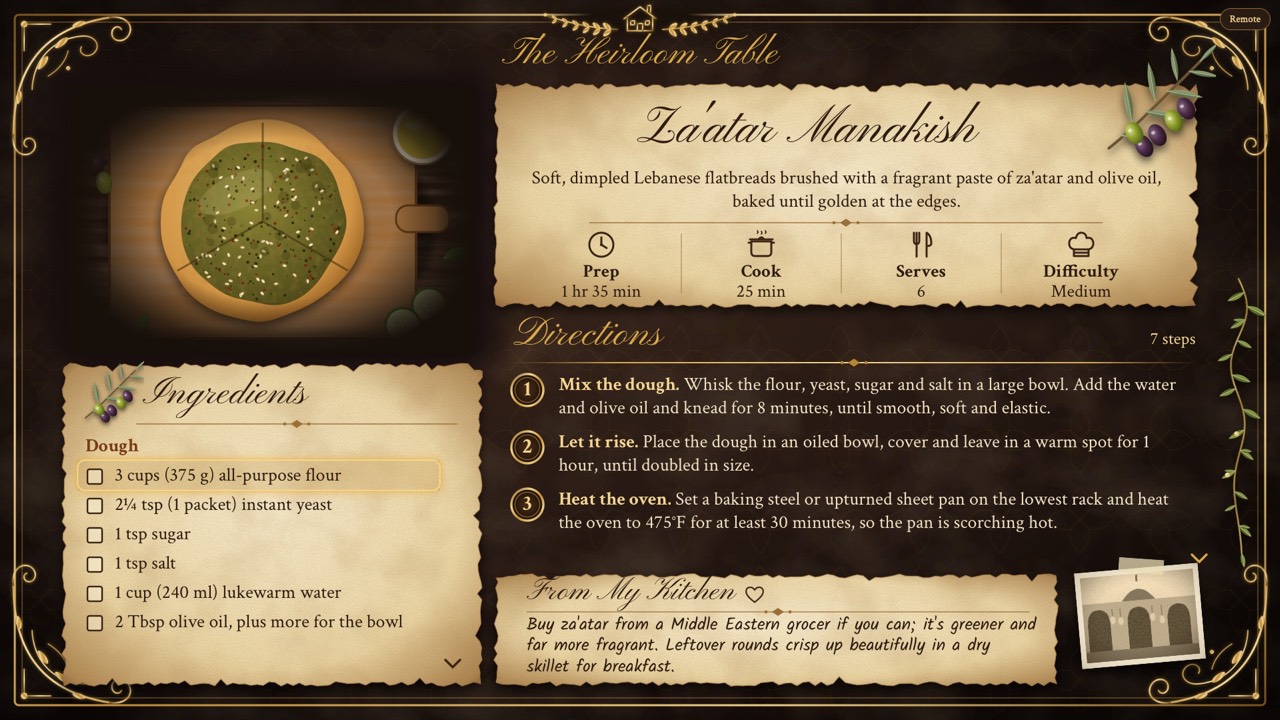 Remote
The Heirloom Table
Za'atar Manakish
Soft, dimpled Lebanese flatbreads brushed with a fragrant paste of za'atar and olive oil,
baked until golden at the edges.
Prep
1 hr 35 min
Cook
25 min
Serves
6
Difficulty
Medium
Ingredients
Dough
3 cups (375 g) all-purpose flour
2¼ tsp (1 packet) instant yeast
1 tsp sugar
1 tsp salt
1 cup (240 ml) lukewarm water
2 Tbsp olive oil, plus more for the bowl
Directions
7 steps
1 Mix the dough. Whisk the flour, yeast, sugar and salt in a large bowl. Add the water
and olive oil and knead for 8 minutes, until smooth, soft and elastic.
2 Let it rise. Place the dough in an oiled bowl, cover and leave in a warm spot for 1
hour, until doubled in size.
3 Heat the oven. Set a baking steel or upturned sheet pan on the lowest rack and heat
the oven to 475°F for at least 30 minutes, so the pan is scorching hot.
From My Kitchen
Buy za'atar from a Middle Eastern grocer if you can; it's greener and
far more fragrant. Leftover rounds crisp up beautifully in a dry
skillet for breakfast.